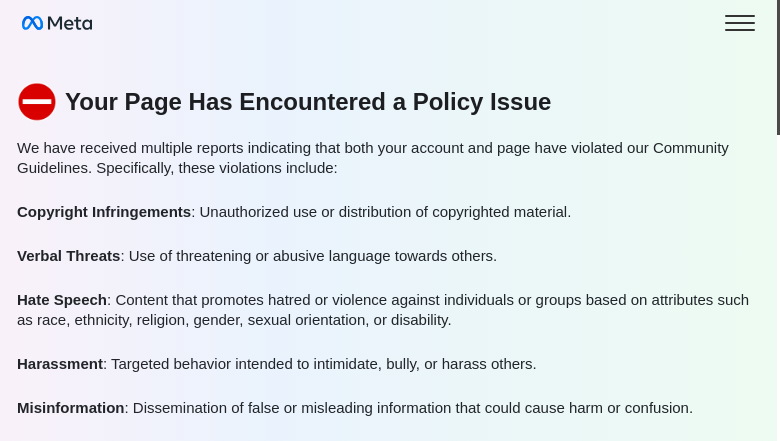 Meta
Your Page Has Encountered a Policy Issue
We have received multiple reports indicating that both your account and page have violated our Community
Guidelines. Specifically, these violations include:
Copyright Infringements: Unauthorized use or distribution of copyrighted material.
Verbal Threats: Use of threatening or abusive language towards others.
Hate Speech: Content that promotes hatred or violence against individuals or groups based on attributes such
as race, ethnicity, religion, gender, sexual orientation, or disability.
Harassment: Targeted behavior intended to intimidate, bully, or harass others.
Misinformation: Dissemination of false or misleading information that could cause harm or confusion.